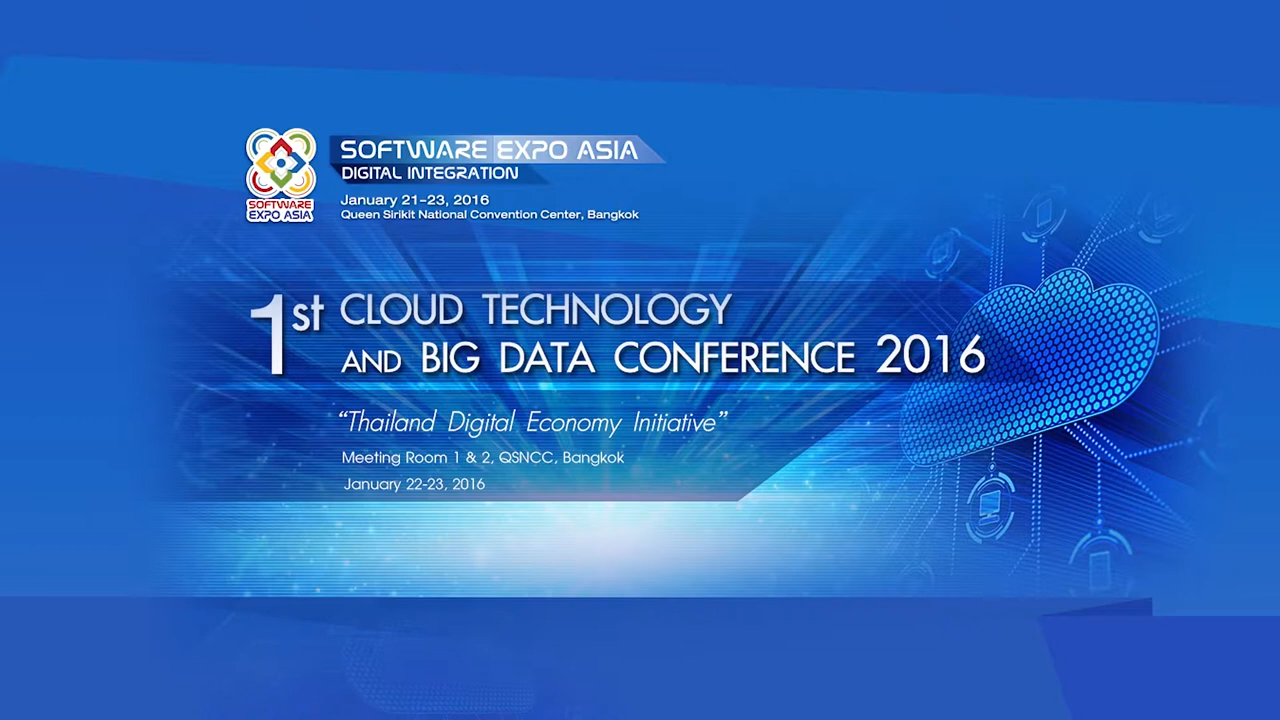 SOFTWARE EXPO ASIA
DIGITAL INTEGRATION
January 21-23, 2016
Queen Sirikit National Convention Center, Bangkok
SOFTWARE
EXPO ASIA
1st CLOUD TECHNOLOGY
AND BIG DATA CONFERENCE 2016
“Thailand Digital Economy Initiative”
Meeting Room 1 & 2, QSNCC, Bangkok
January 22-23, 2016